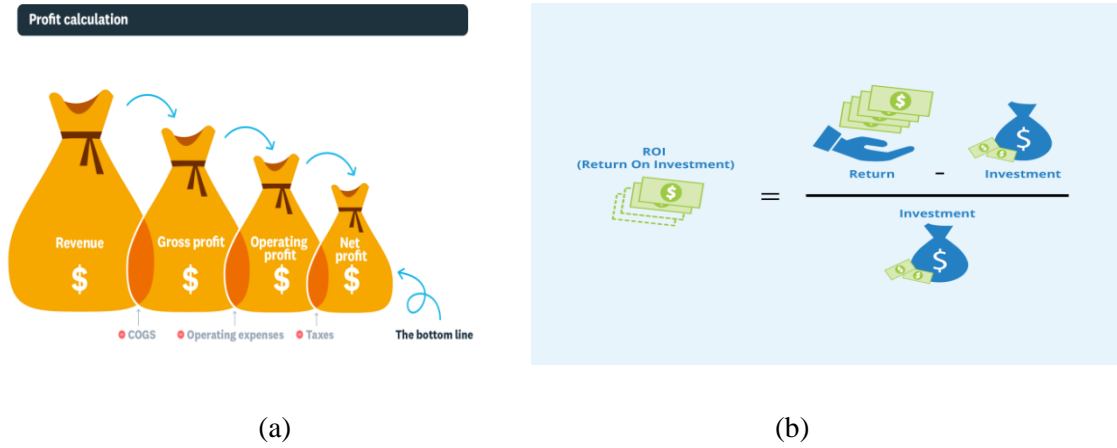 Profit calculation
Revenue
$
Gross profit
$
Operating
profit
$
Net
profit
$
COGS
Operating expenses
Taxes
The bottom line
(a)
ROI
(Return On Investment)
$
=
$
Return
-
$
Investment
Investment
$
(b)